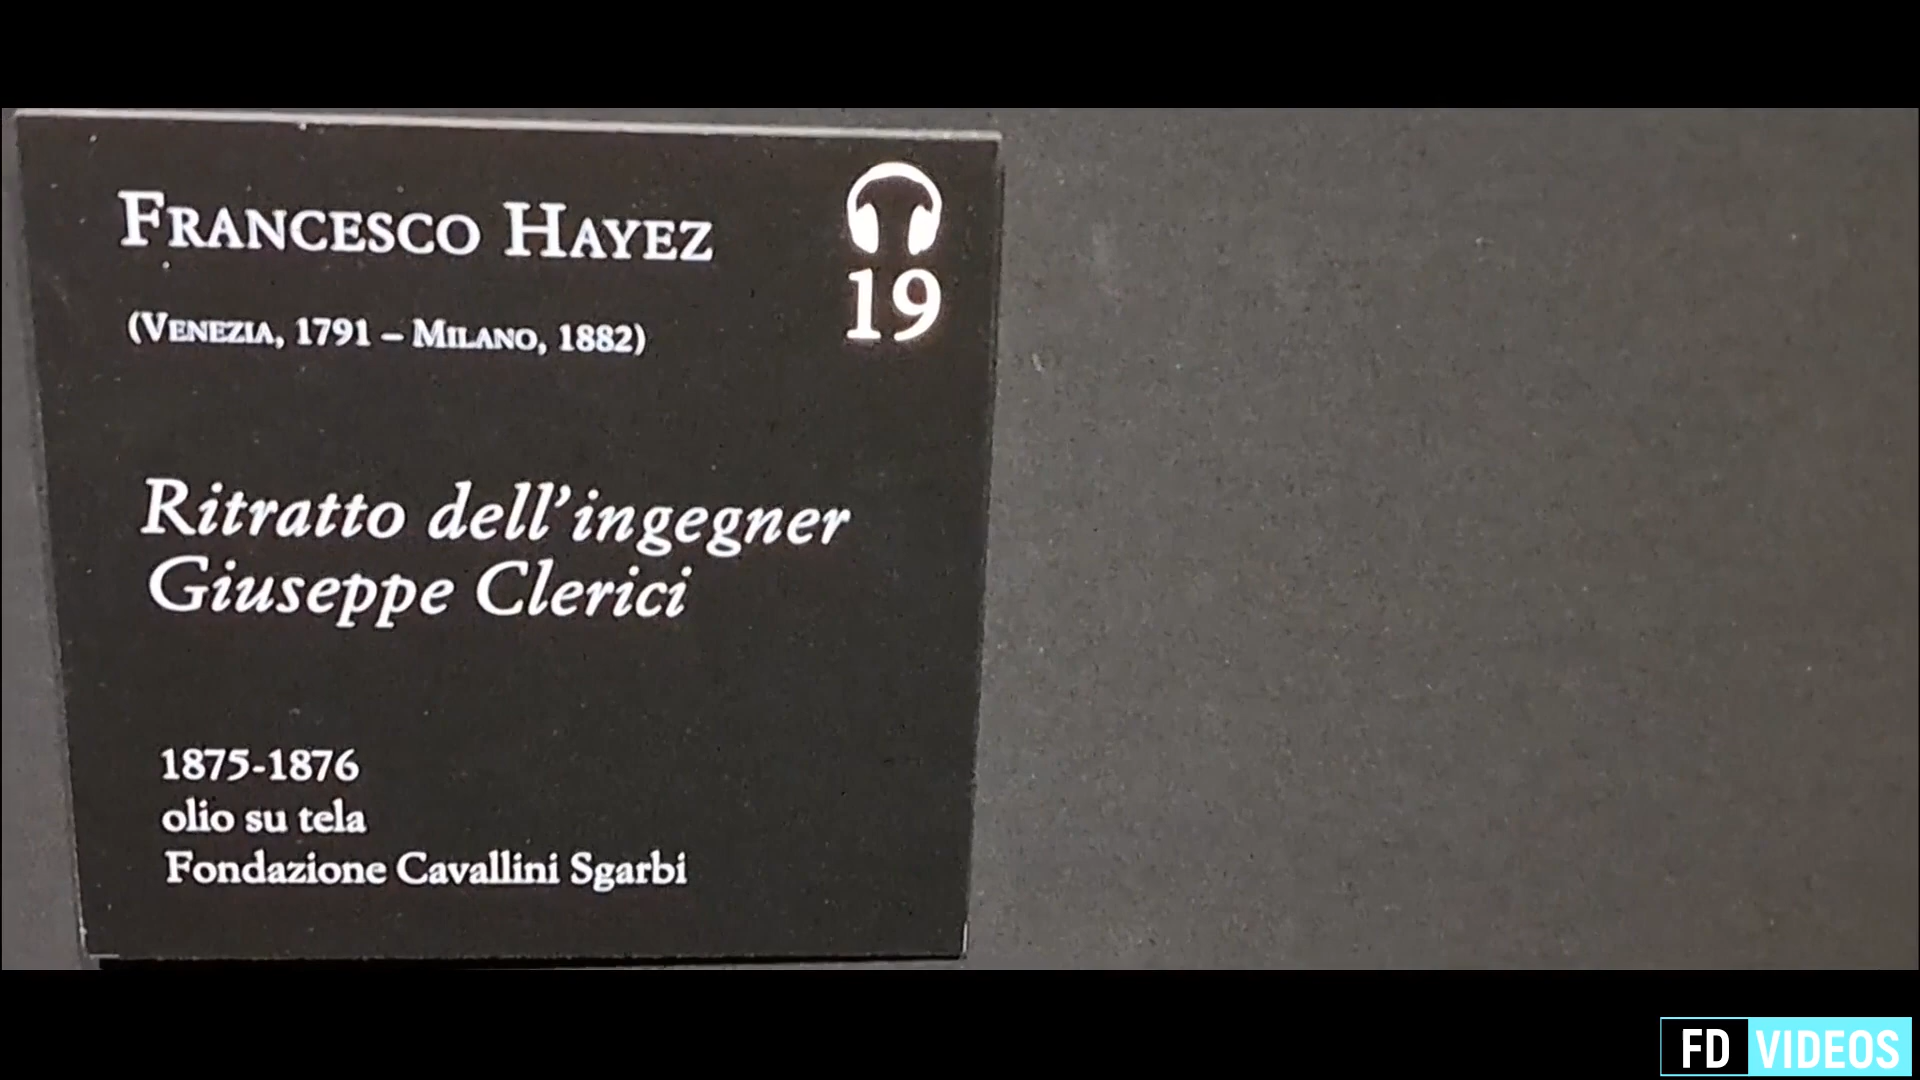 FRANCESCO HAYEZ
19
(VENEZIA, 1791 – MILANO, 1882)
Ritratto dell'ingegner
Giuseppe Clerici
1875-1876
olio su tela
Fondazione Cavallini Sgarbi
FD VIDEOS